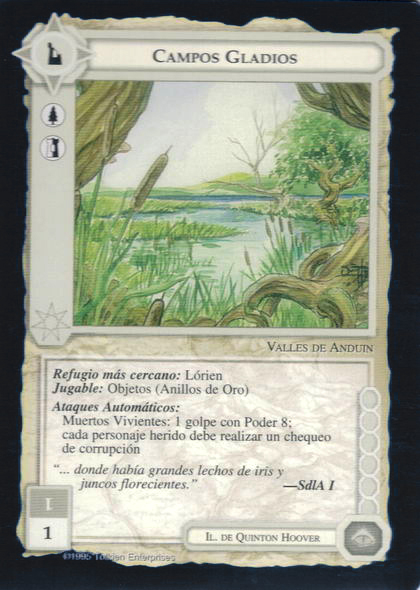 CAMPOS GLADIOS
VALLES DE ANDUIN
Refugio más cercano: Lórien
Jugable: Objetos (Anillos de Oro)
Ataques Automáticos:
Muertos Vivientes: 1 golpe con Poder 8;
cada personaje herido debe realizar un chequeo
de corrupción
“... donde había grandes lechos de iris y
juncos florecientes.” —SdlA I
I
1
IL. DE QUINTON HOOVER
©1995 Tolkien Enterprises